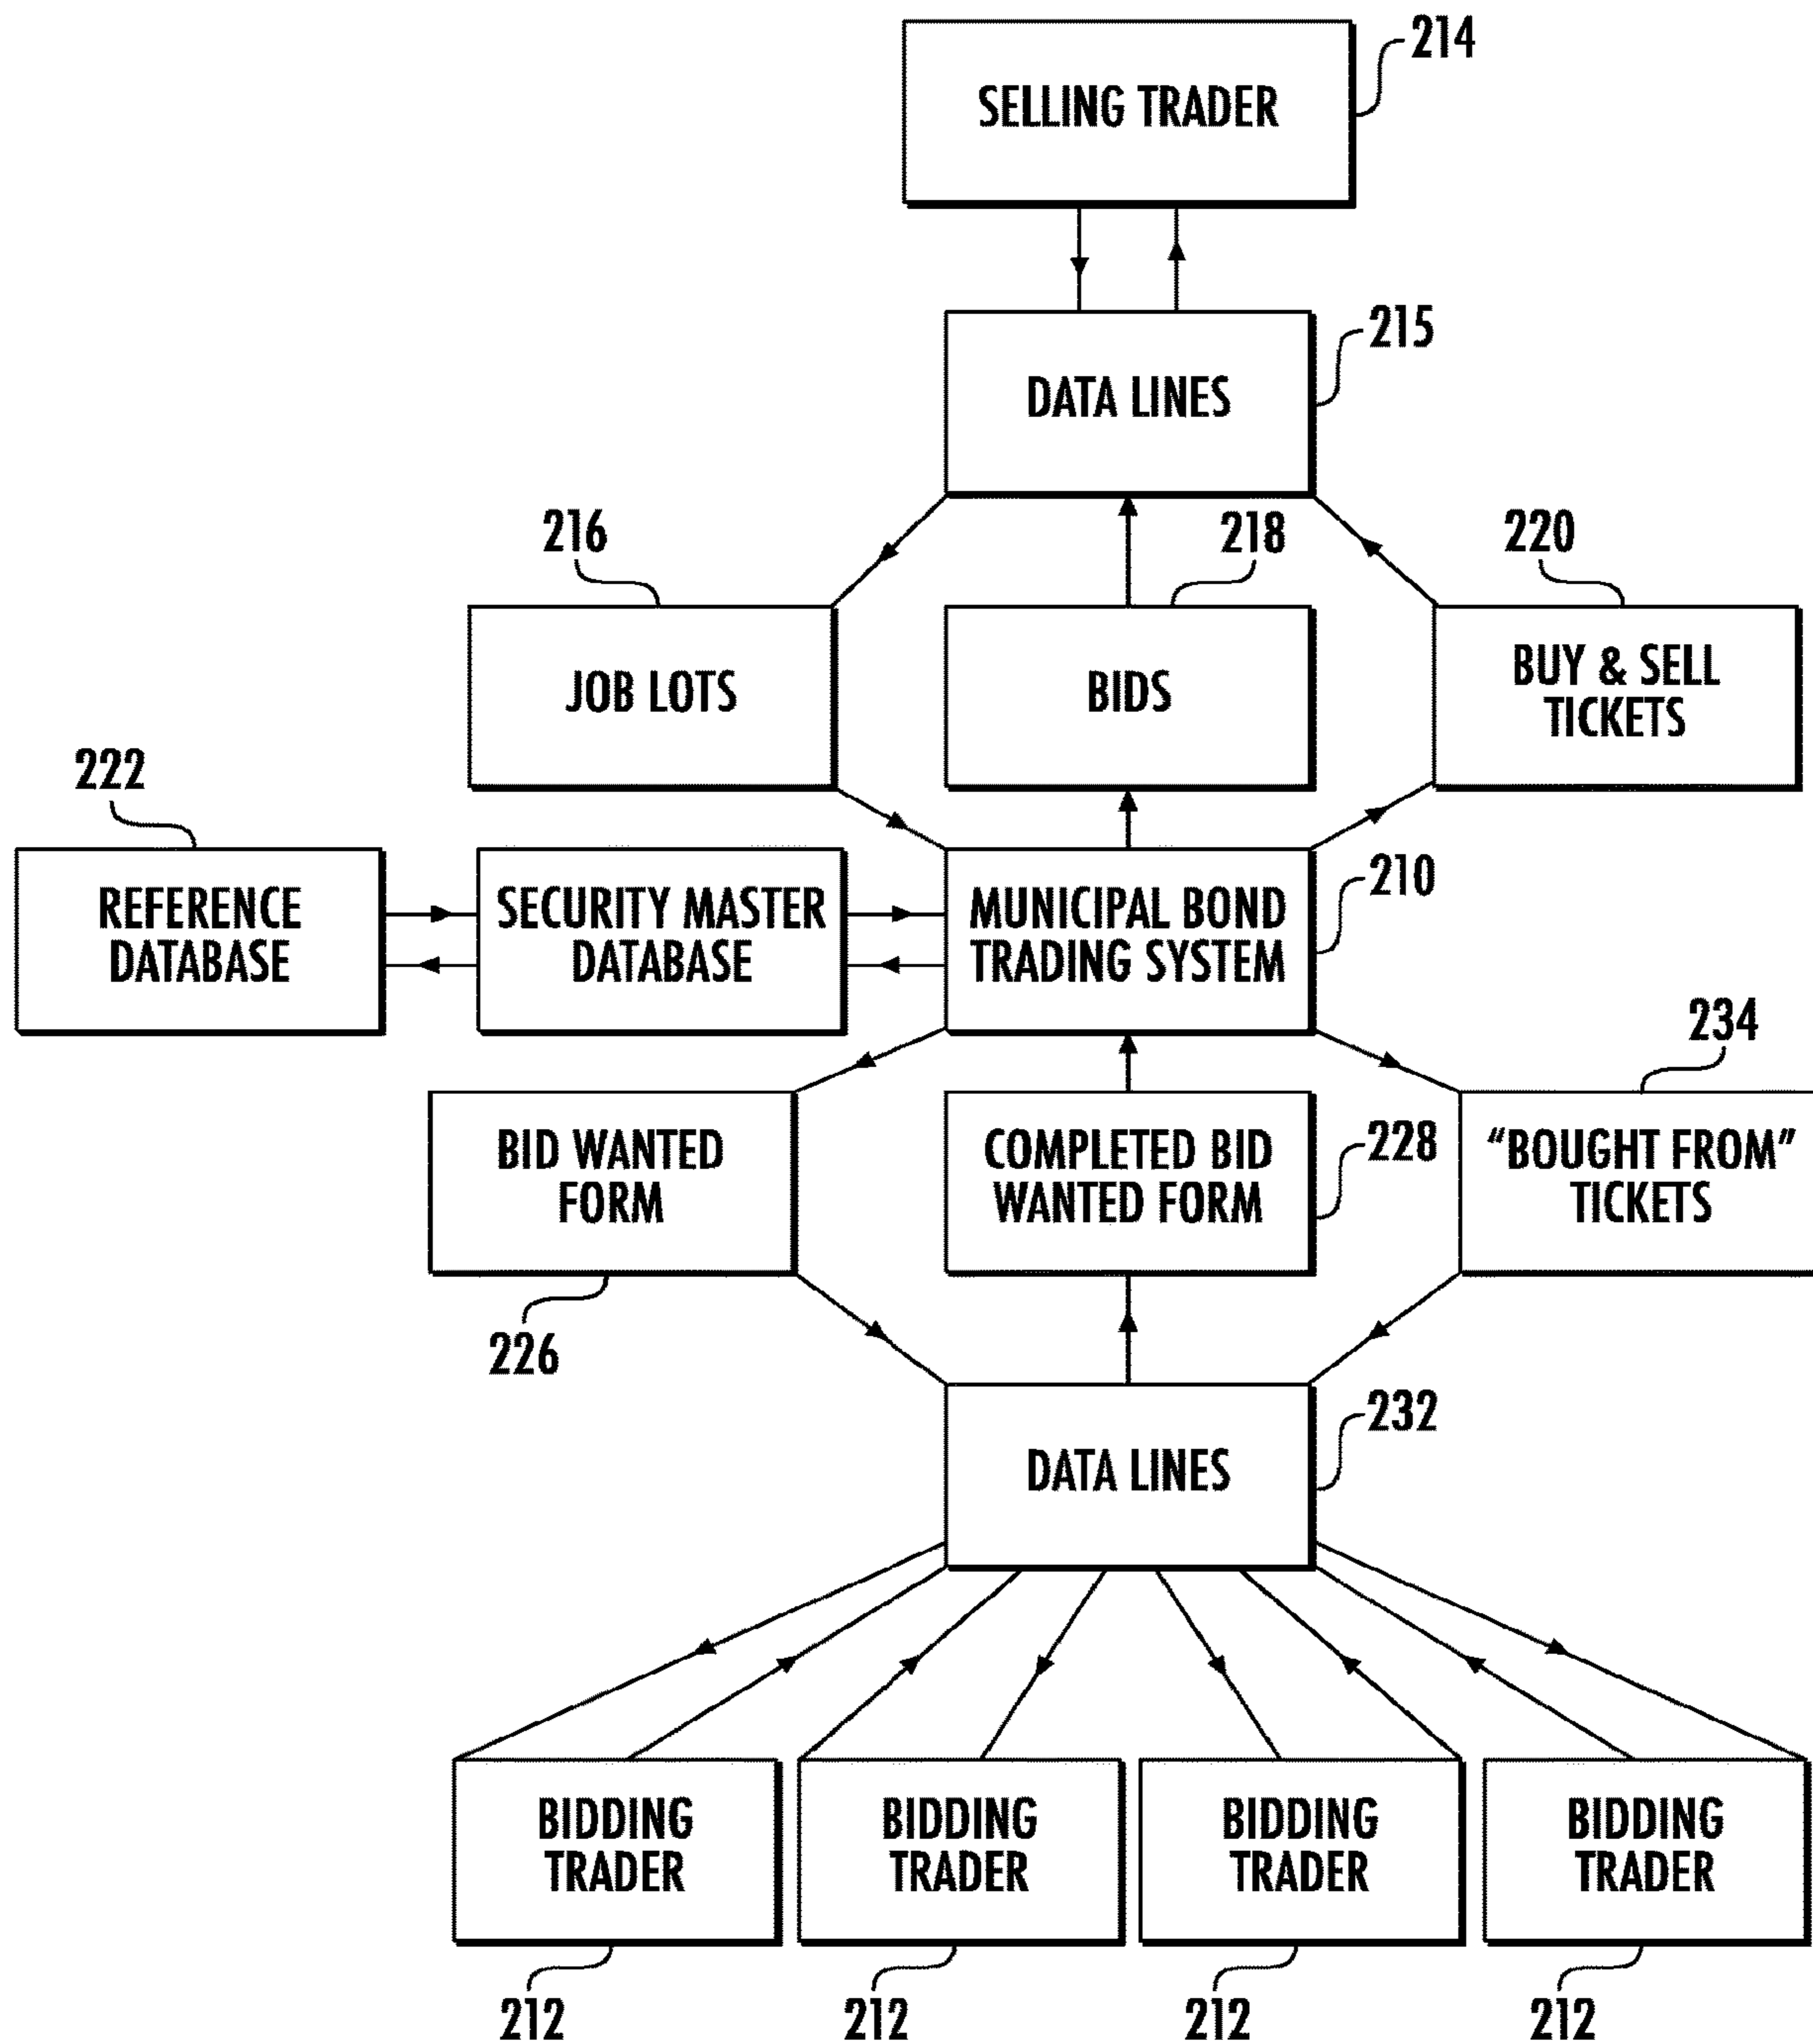 214
SELLING TRADER
215
DATA LINES
216
218
220
JOB LOTS
BIDS
BUY & SELL
TICKETS
222
REFERENCE
DATABASE
SECURITY MASTER
DATABASE
MUNICIPAL BOND
TRADING SYSTEM
210
234
BID WANTED
FORM
COMPLETED BID
WANTED FORM
228
“BOUGHT FROM”
TICKETS
226
232
DATA LINES
BIDDING
TRADER
BIDDING
TRADER
BIDDING
TRADER
BIDDING
TRADER
212
212
212
212